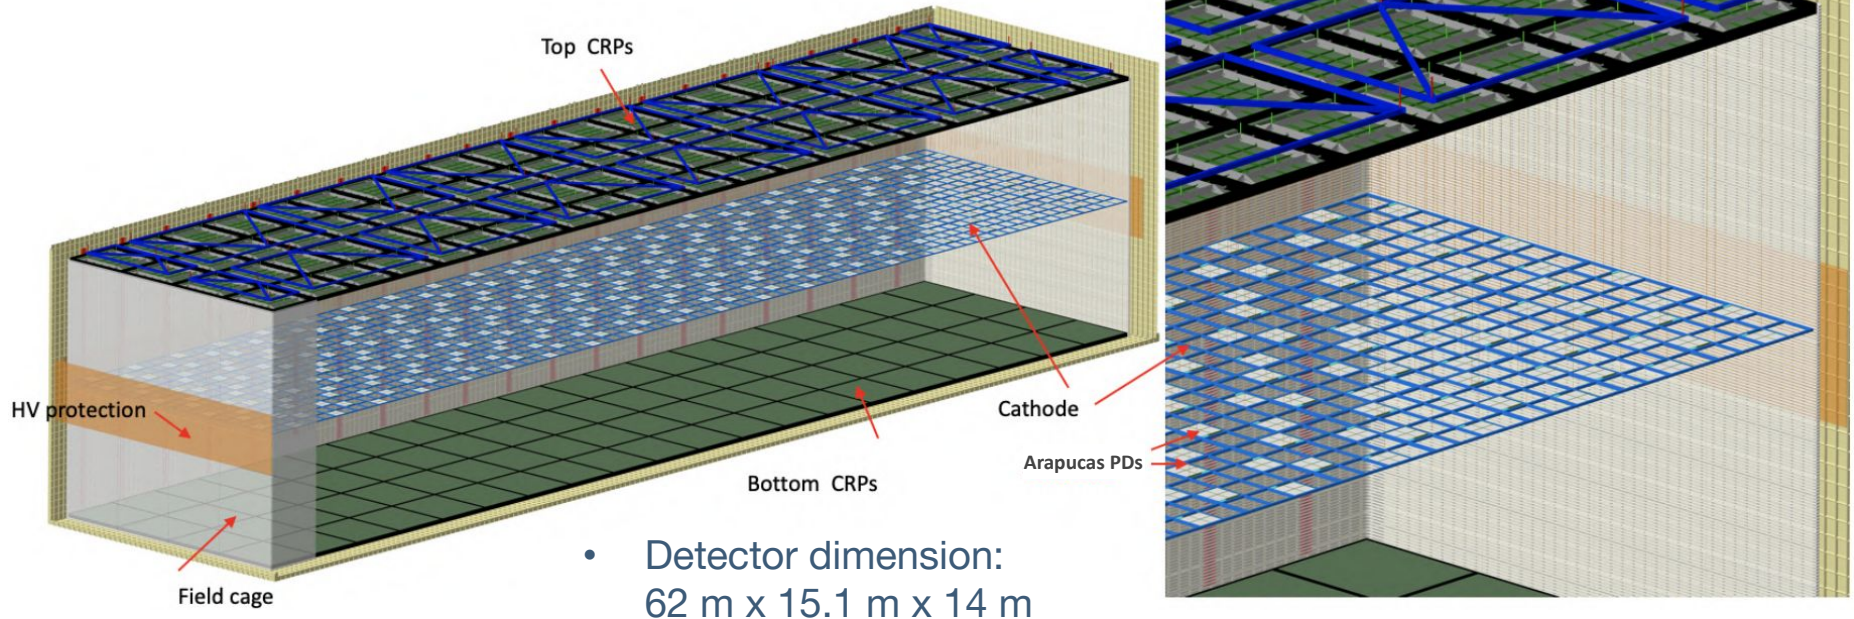 Top CRPs
HV protection
Cathode
Arapucas PDs
Bottom CRPs
Field cage
• Detector dimension:
62 m x 15.1 m x 14 m